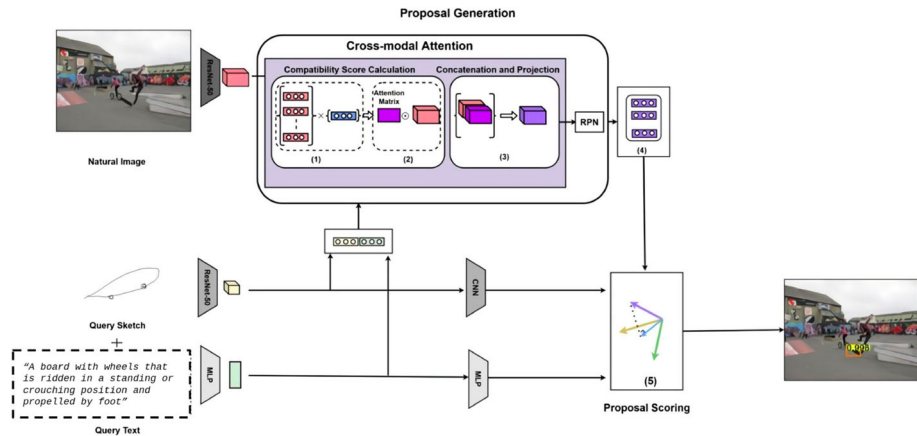 Proposal Generation
Cross-modal Attention
ResNet-50
Compatibility Score Calculation
Concatenation and Projection
Attention
Matrix
(1)
(2)
(3)
RPN
(4)
Natural Image
ResNet-50
CNN
Query Sketch
+
MLP
MLP
"A board with wheels that
is ridden in a standing or
crouching position and
propelled by foot"
Query Text
(5)
Proposal Scoring
0.998